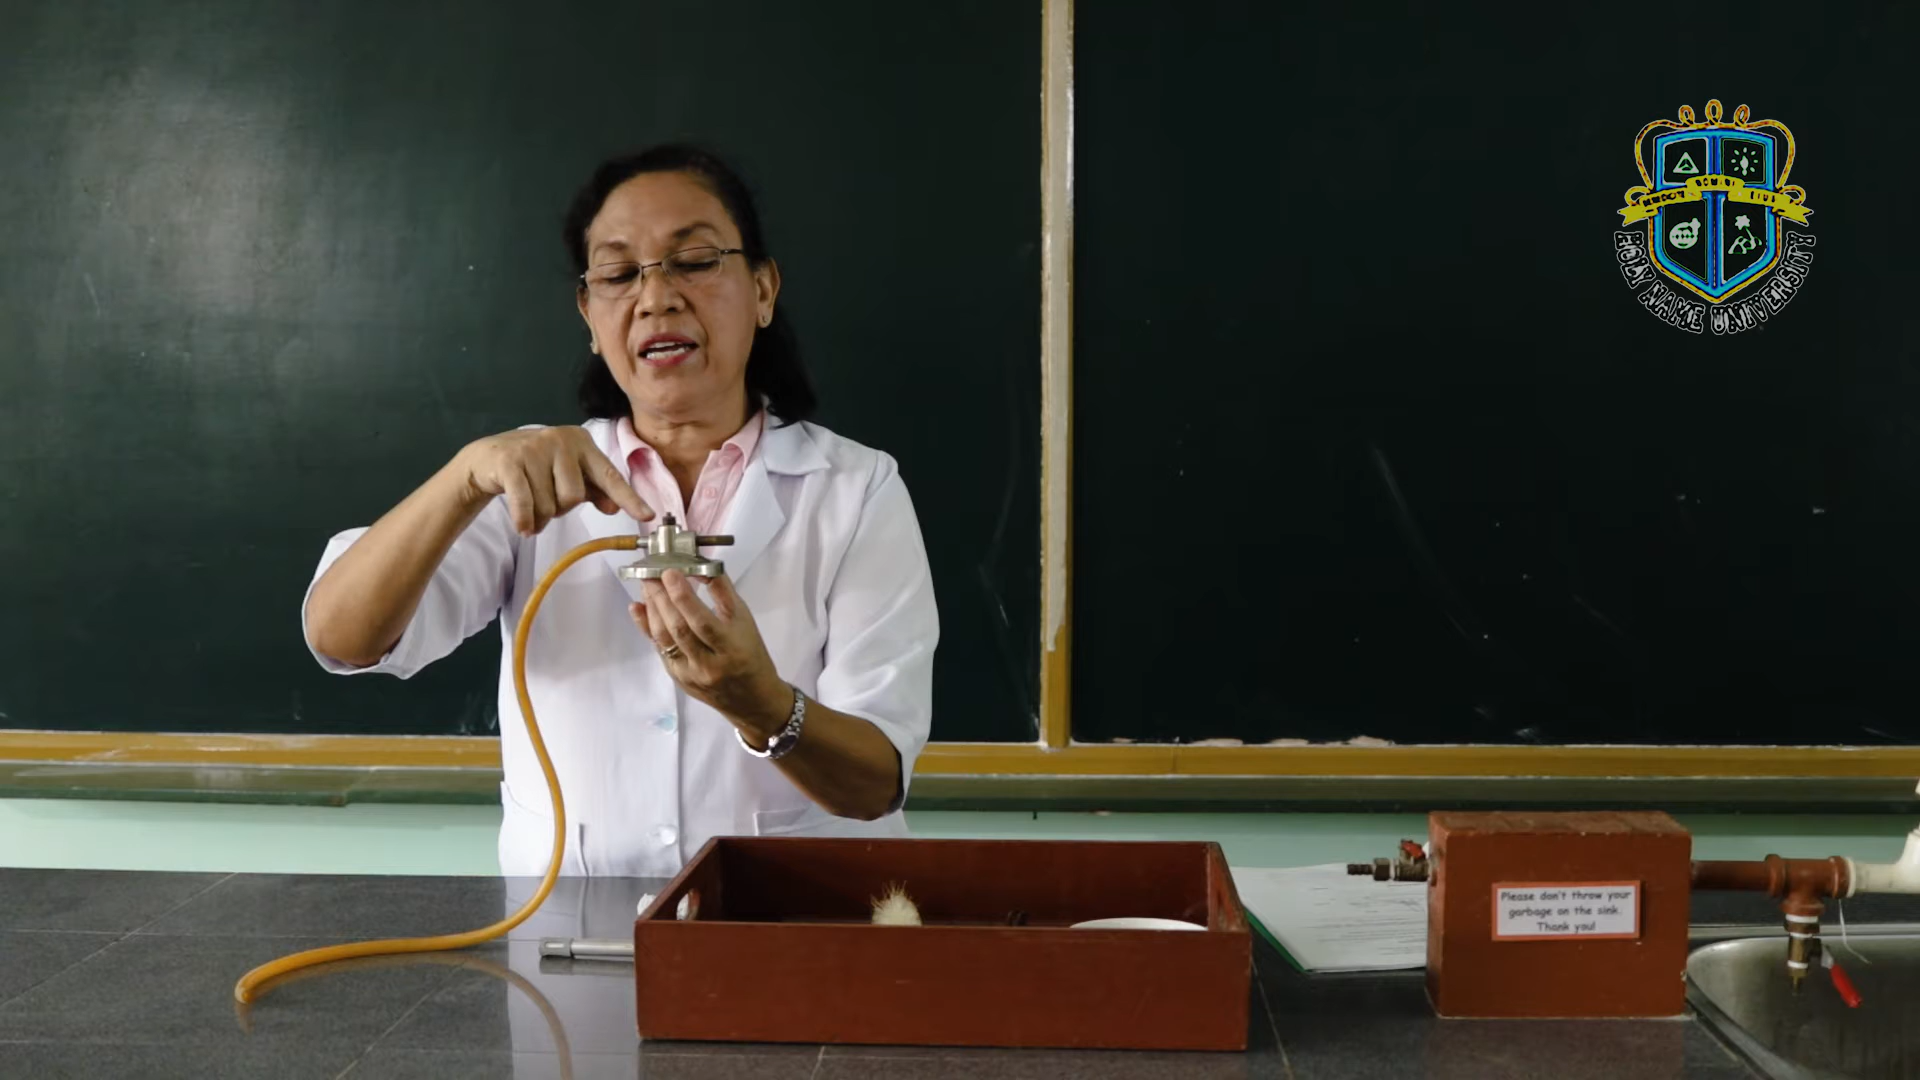 HOLY NAME UNIVERSITY
Please don't throw your
garbage on the sink.
Thank you!